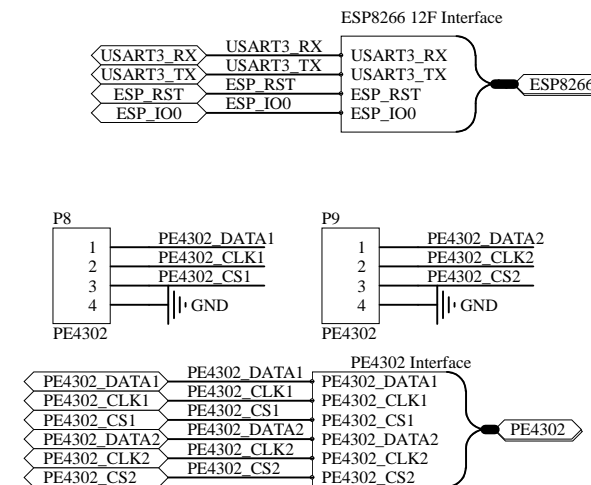 ESP8266 12F Interface
USART3_RX USART3_RX USART3_RX
USART3_TX USART3_TX USART3_TX
ESP_RST ESP_RST ESP_RST
ESP_IO0 ESP_IO0 ESP_IO0
ESP8266
P8
1 PE4302_DATA1
2 PE4302_CLK1
3 PE4302_CS1
4 GND
PE4302
P9
1 PE4302_DATA2
2 PE4302_CLK2
3 PE4302_CS2
4 GND
PE4302
PE4302 Interface
PE4302_DATA1 PE4302_DATA1 PE4302_DATA1
PE4302_CLK1 PE4302_CLK1 PE4302_CLK1
PE4302_CS1 PE4302_CS1 PE4302_CS1
PE4302_DATA2 PE4302_DATA2 PE4302_DATA2
PE4302_CLK2 PE4302_CLK2 PE4302_CLK2
PE4302_CS2 PE4302_CS2 PE4302_CS2
PE4302